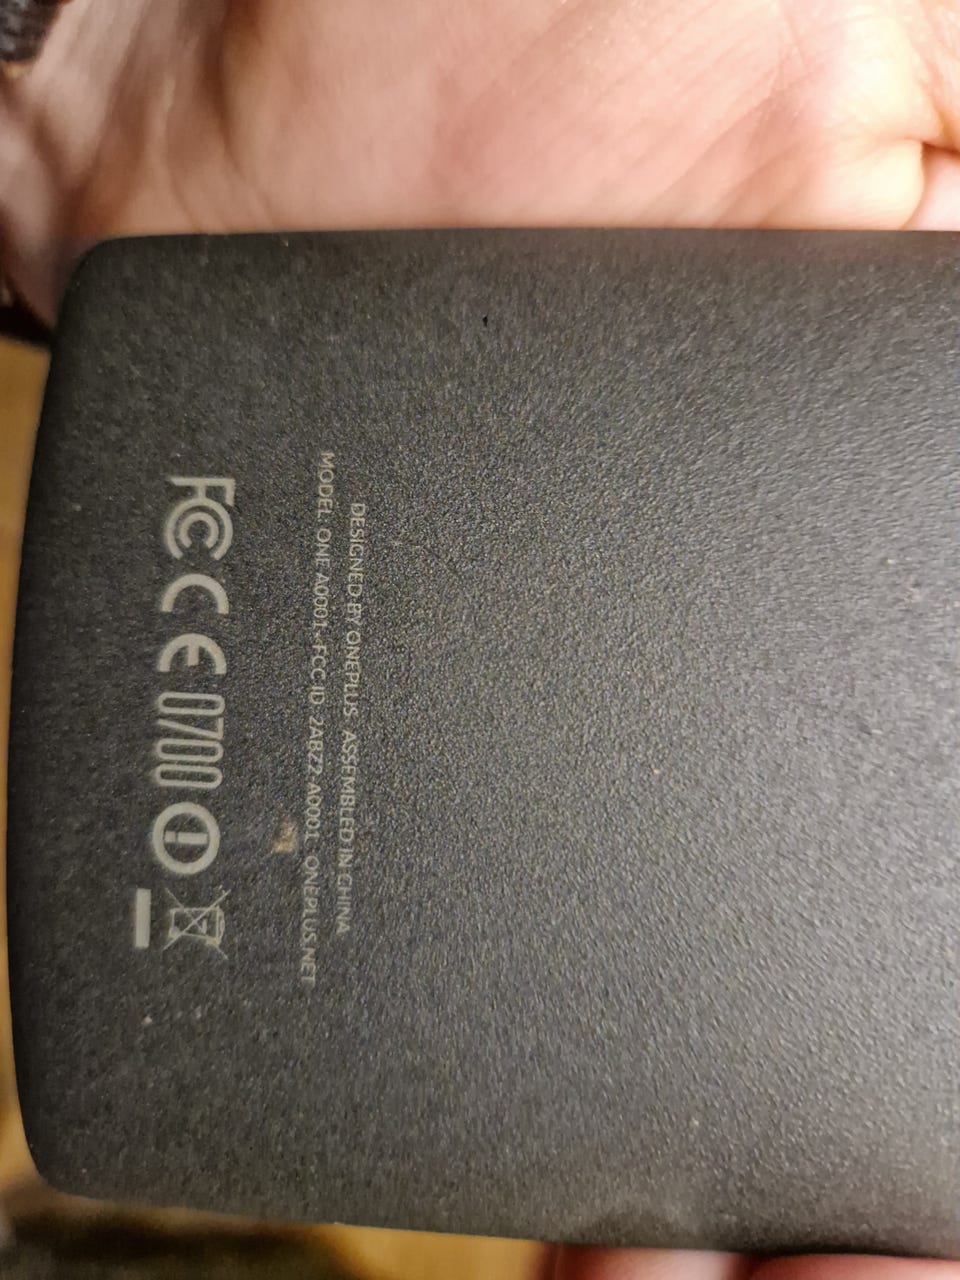 DESIGNED BY ONEPLUS ASSEMBLED IN CHINA
MODEL ONE A0001 FCC ID 2ABZ2-A0001 ONEPLUS.NET
FC CE 0700